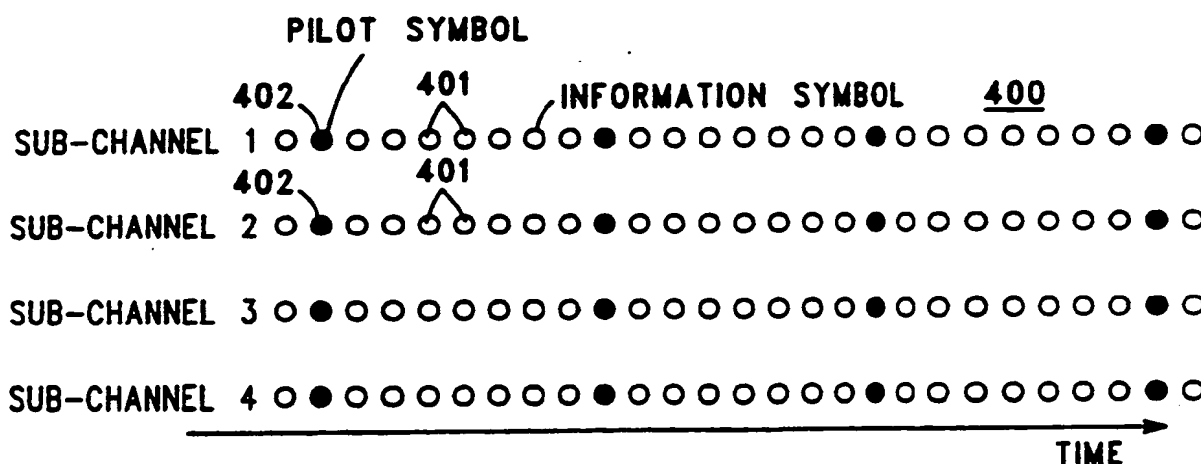 PILOT SYMBOL
402 401 INFORMATION SYMBOL 400
SUB-CHANNEL 1
402 401
SUB-CHANNEL 2
SUB-CHANNEL 3
SUB-CHANNEL 4
TIME